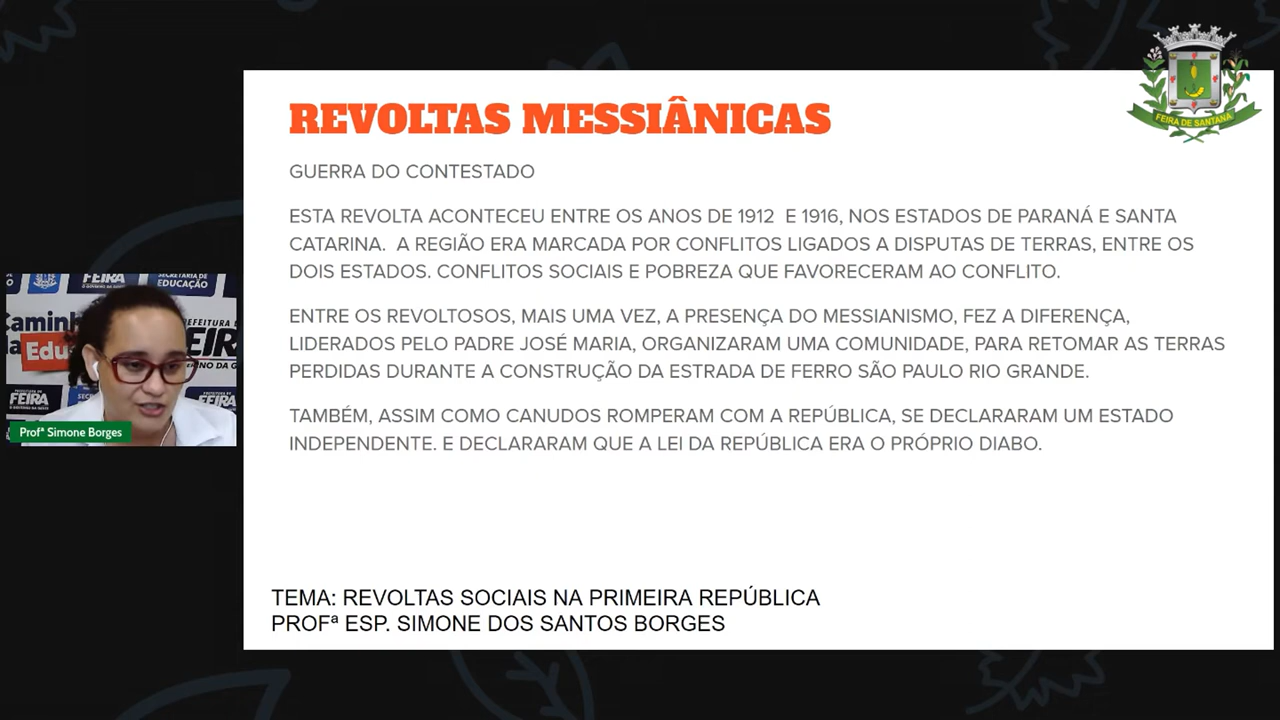 REVOLTAS MESSIÂNICAS
GUERRA DO CONTESTADO
ESTA REVOLTA ACONTECEU ENTRE OS ANOS DE 1912 E 1916, NOS ESTADOS DE PARANÁ E SANTA
CATARINA. A REGIÃO ERA MARCADA POR CONFLITOS LIGADOS A DISPUTAS DE TERRAS, ENTRE OS
DOIS ESTADOS. CONFLITOS SOCIAIS E POBREZA QUE FAVORECERAM AO CONFLITO.
ENTRE OS REVOLTOSOS, MAIS UMA VEZ, A PRESENÇA DO MESSIANISMO, FEZ A DIFERENÇA,
LIDERADOS PELO PADRE JOSÉ MARIA, ORGANIZARAM UMA COMUNIDADE, PARA RETOMAR AS TERRAS
PERDIDAS DURANTE A CONSTRUÇÃO DA ESTRADA DE FERRO SÃO PAULO RIO GRANDE.
TAMBÉM, ASSIM COMO CANUDOS ROMPERAM COM A REPÚBLICA, SE DECLARARAM UM ESTADO
INDEPENDENTE. E DECLARARAM QUE A LEI DA REPÚBLICA ERA O PRÓPRIO DIABO.
TEMA: REVOLTAS SOCIAIS NA PRIMEIRA REPÚBLICA
PROFª ESP. SIMONE DOS SANTOS BORGES
FEIRA DE SANTANA
FEIRA
SECRETARIA DE
EDUCAÇÃO
Caminh
Edu
FEIRA
Profª Simone Borges